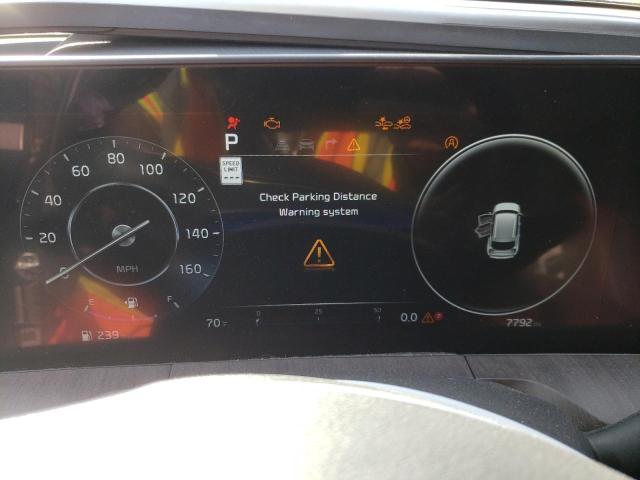 P
SPEED
LIMIT
---
Check Parking Distance
Warning system
0 20 40 60 80 100 120 140 160
MPH
E F
239
70°F
0 25 50
0.0
7792